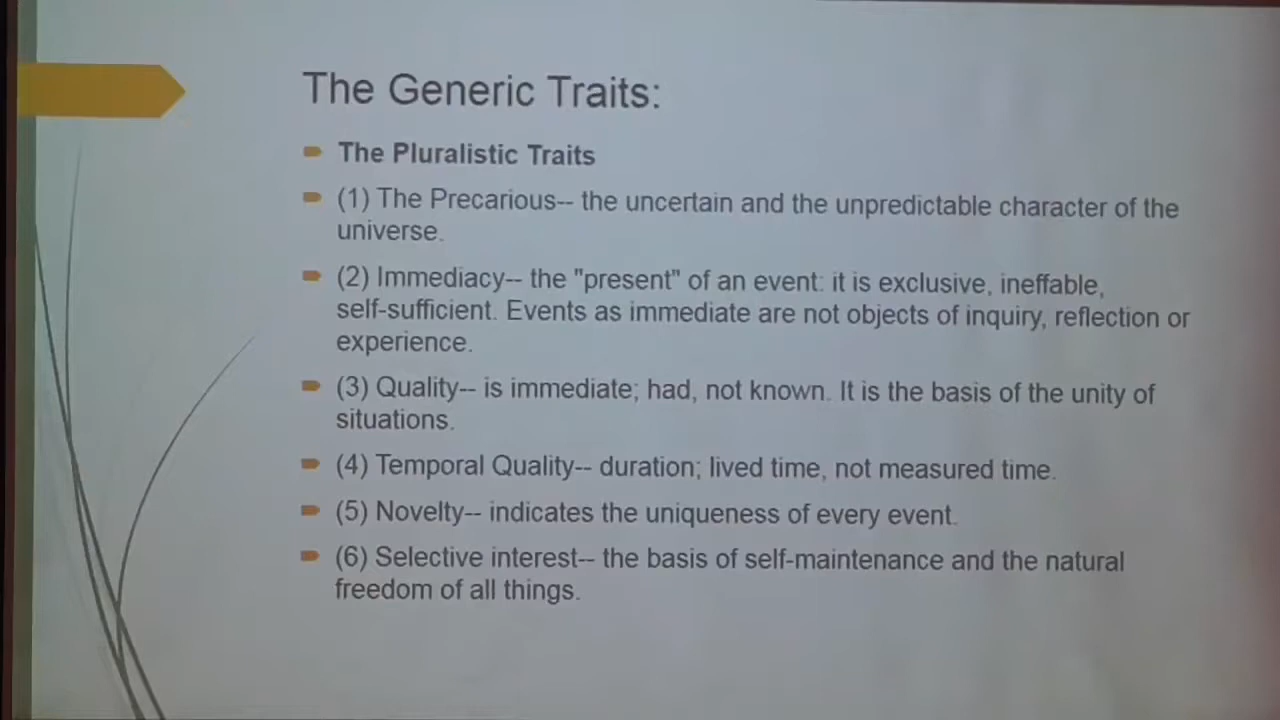 The Generic Traits:
The Pluralistic Traits
(1) The Precarious-- the uncertain and the unpredictable character of the
universe.
(2) Immediacy-- the "present" of an event: it is exclusive, ineffable,
self-sufficient. Events as immediate are not objects of inquiry, reflection or
experience.
(3) Quality-- is immediate; had, not known. It is the basis of the unity of
situations.
(4) Temporal Quality-- duration; lived time, not measured time.
(5) Novelty-- indicates the uniqueness of every event.
(6) Selective interest-- the basis of self-maintenance and the natural
freedom of all things.